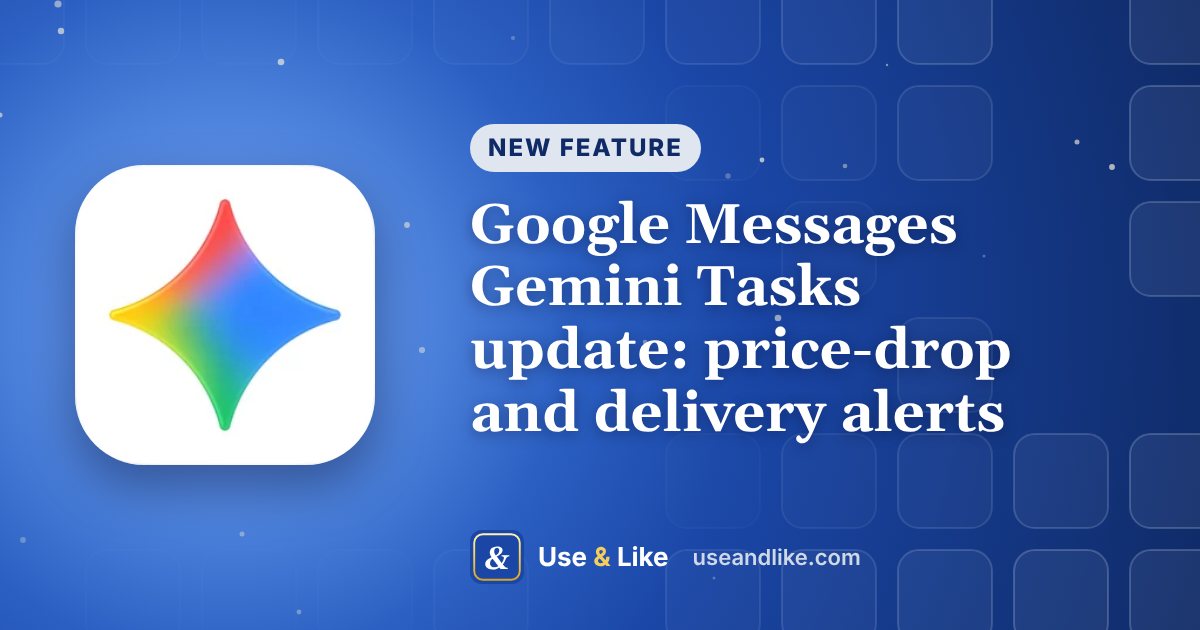 NEW FEATURE
Google Messages
Gemini Tasks
update: price-drop
and delivery alerts
&
Use & Like useandlike.com